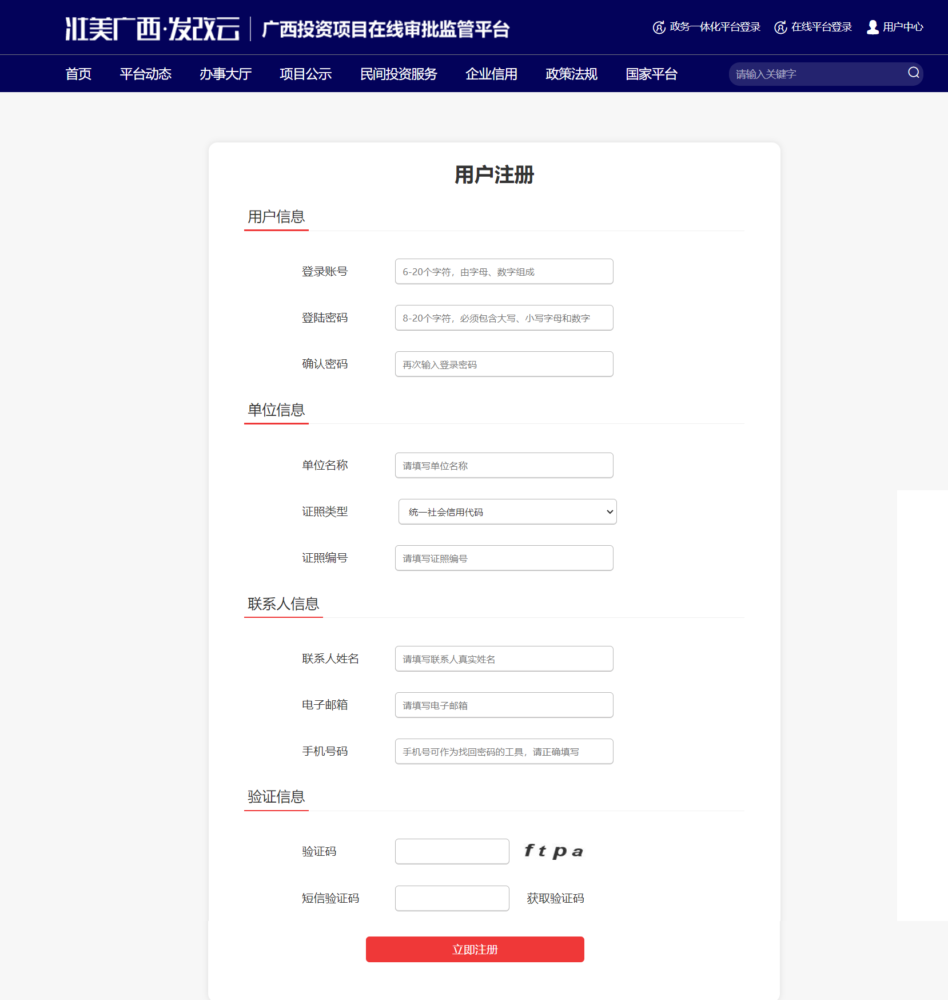 壮美广西·发改云 广西投资项目在线审批监管平台 政务一体化平台登录 在线平台登录 用户中心
首页 平台动态 办事大厅 项目公示 民间投资服务 企业信用 政策法规 国家平台 请输入关键字
用户注册
用户信息
登录账号 6-20个字符，由字母、数字组成
登陆密码 8-20个字符，必须包含大写、小写字母和数字
确认密码 再次输入登录密码
单位信息
单位名称 请填写单位名称
证照类型 统一社会信用代码
证照编号 请填写证照编号
联系人信息
联系人姓名 请填写联系人真实姓名
电子邮箱 请填写电子邮箱
手机号码 手机号可作为找回密码的工具，请正确填写
验证信息
验证码 ftpa
短信验证码 获取验证码
立即注册